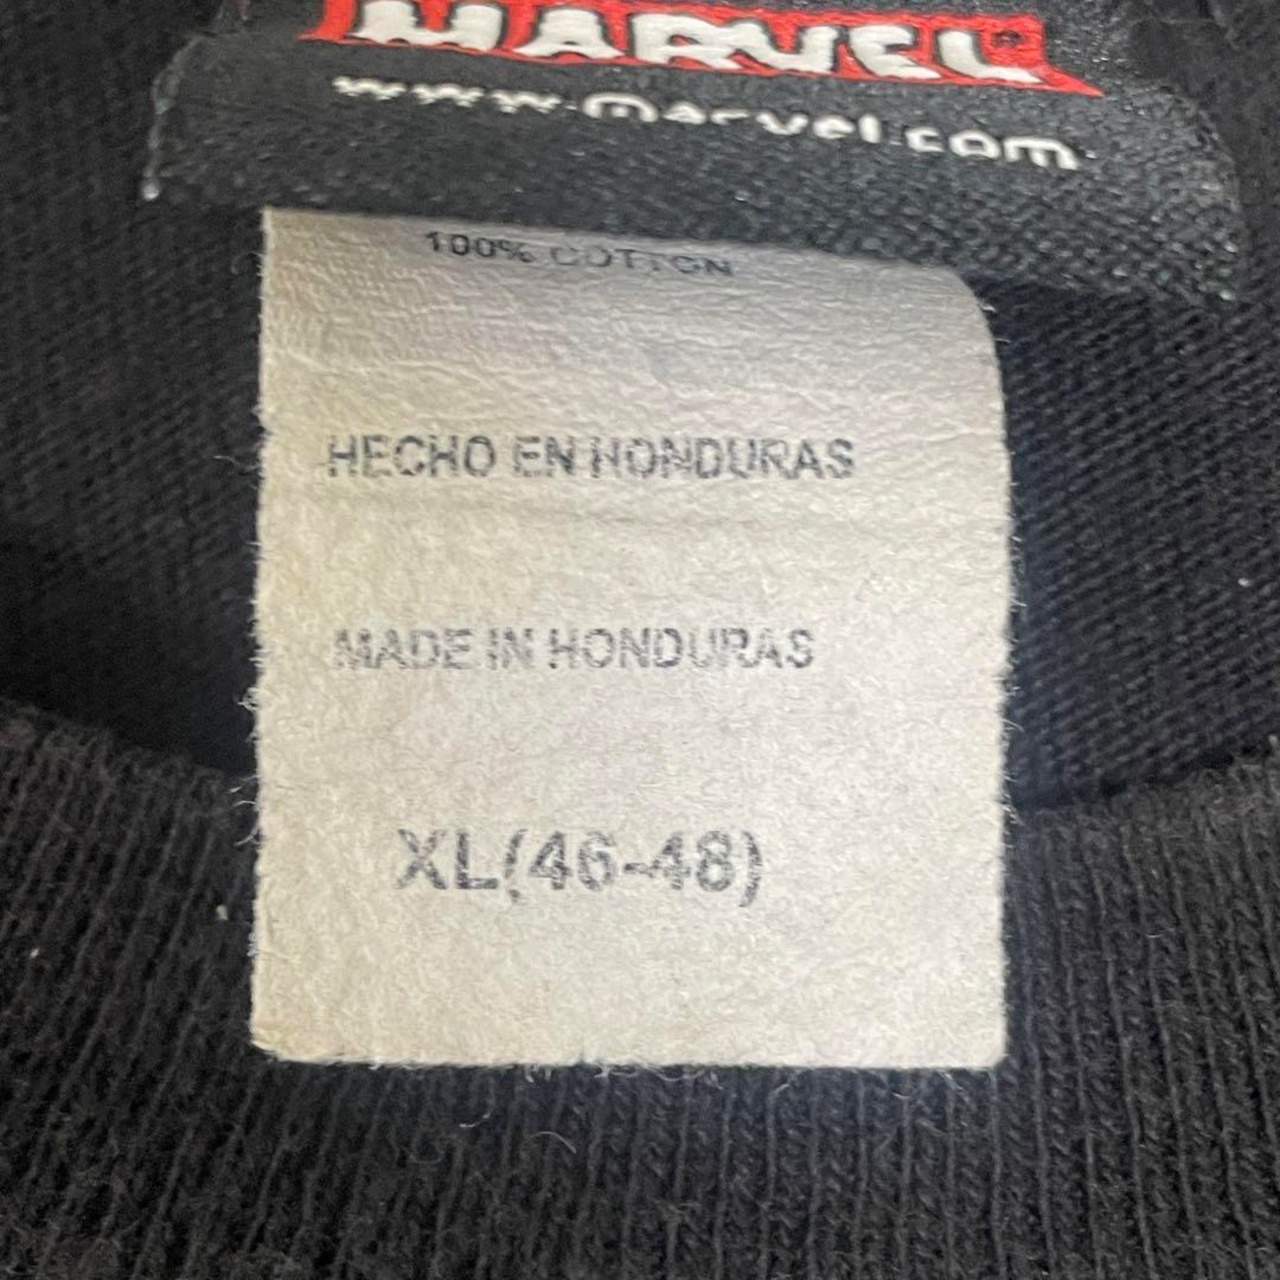 MARVEL
www.marvel.com
100% COTTON
HECHO EN HONDURAS
MADE IN HONDURAS
XL(46-48)